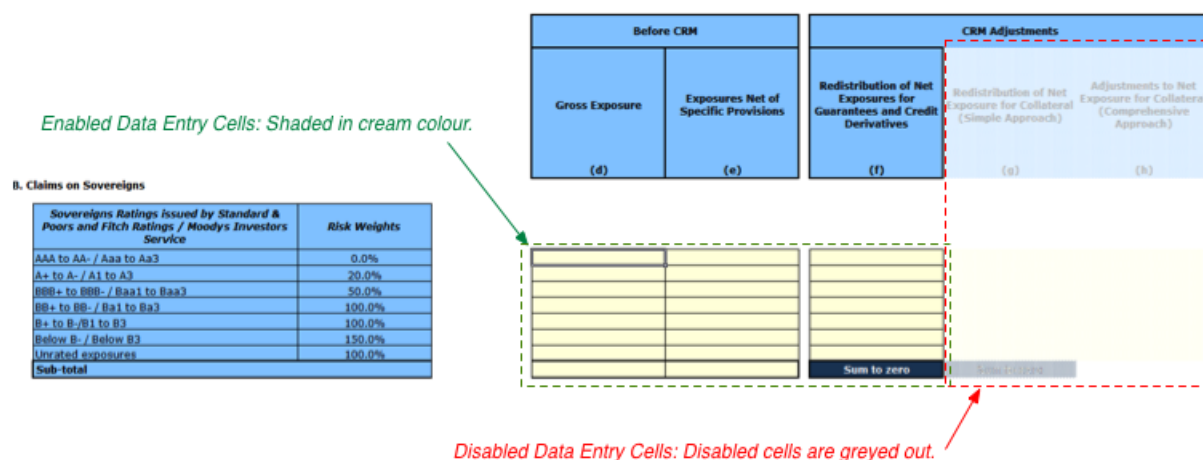 Before CRM
CRM Adjustments
Gross Exposure
Exposures Net of
Specific Provisions
Redistribution of Net
Exposures for
Guarantees and Credit
Derivatives
Redistribution of Net
Exposure for Collateral
(Simple Approach)
Adjustments to Net
Exposure for Collateral
(Comprehensive
Approach)
(d)
(e)
(f)
(g)
(h)
Enabled Data Entry Cells: Shaded in cream colour.
B. Claims on Sovereigns
Sovereigns Ratings issued by Standard &
Poors and Fitch Ratings / Moodys Investors
Service
Risk Weights
AAA to AA- / Aaa to Aa3 0.0%
A+ to A- / A1 to A3 20.0%
BBB+ to BBB- / Baa1 to Baa3 50.0%
BB+ to BB- / Ba1 to Ba3 100.0%
B+ to B-/B1 to B3 100.0%
Below B- / Below B3 150.0%
Unrated exposures 100.0%
Sub-total
Sum to zero
Disabled Data Entry Cells: Disabled cells are greyed out.